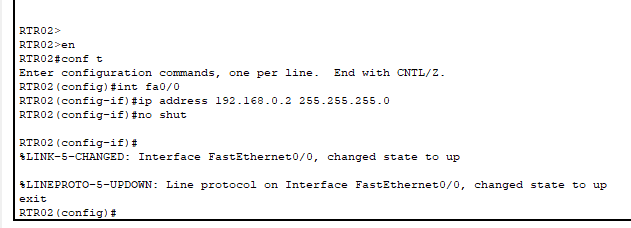 RTR02>
RTR02>en
RTR02#conf t
Enter configuration commands, one per line.  End with CNTL/Z.
RTR02(config)#int fa0/0
RTR02(config-if)#ip address 192.168.0.2 255.255.255.0
RTR02(config-if)#no shut
RTR02(config-if)#
%LINK-5-CHANGED: Interface FastEthernet0/0, changed state to up
%LINEPROTO-5-UPDOWN: Line protocol on Interface FastEthernet0/0, changed state to up
exit
RTR02(config)#